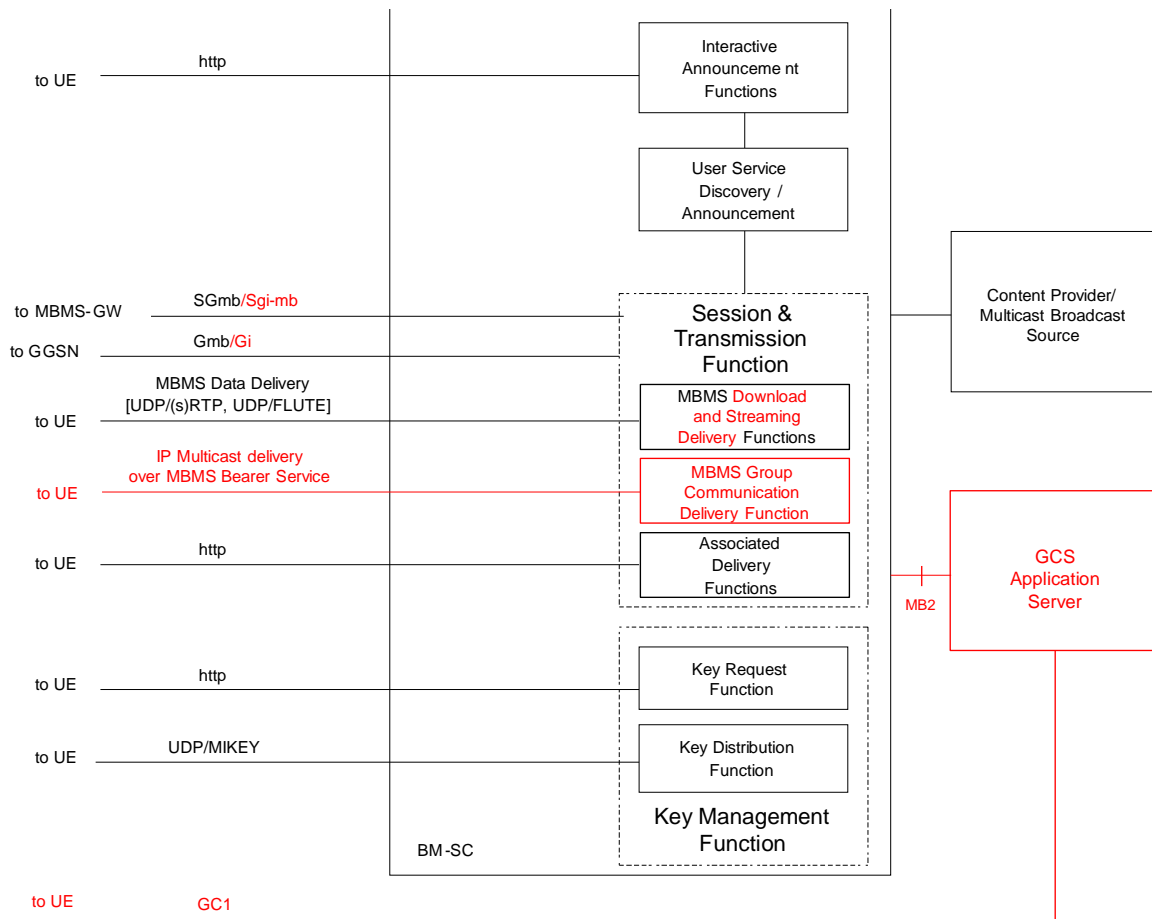 Interactive
Announceme nt
Functions
http
to UE
User Service
Discovery /
Announcement
SGmb/Sgi-mb
to MBMS-GW
Gmb/Gi
to GGSN
Session &
Transmission
Function
Content Provider/
Multicast Broadcast
Source
MBMS Data Delivery
[UDP/(s)RTP, UDP/FLUTE]
to UE
MBMS Download
and Streaming
Delivery Functions
IP Multicast delivery
over MBMS Bearer Service
to UE
MBMS Group
Communication
Delivery Function
http
to UE
Associated
Delivery
Functions
MB2
GCS
Application
Server
http
to UE
Key Request
Function
UDP/MIKEY
to UE
Key Distribution
Function
Key Management
Function
BM-SC
to UE
GC1